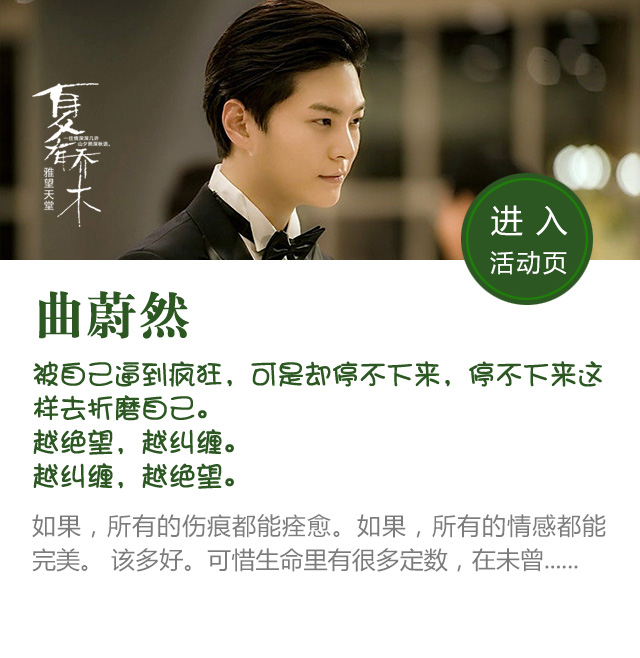 夏有乔木
雅望天堂
进入
活动页
曲蔚然
被自己逼到疯狂，可是却停不下来，停不下来这
样去折磨自己。
越绝望，越纠缠。
越纠缠，越绝望。
如果，所有的伤痕都能痊愈。如果，所有的情感都能
完美。 该多好。可惜生命里有很多定数，在未曾......